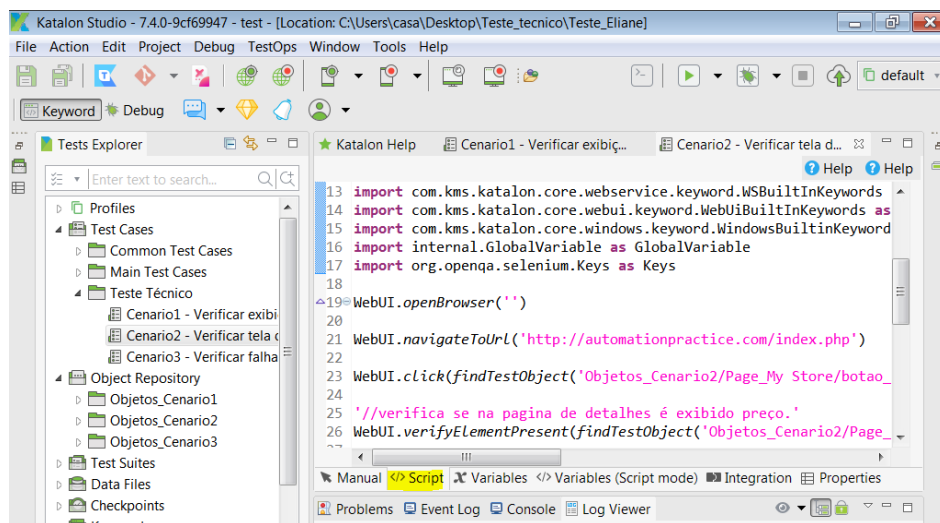 Katalon Studio - 7.4.0-9cf69947 - test - [Location: C:\Users\casa\Desktop\Teste_tecnico\Teste_Eliane]
File Action Edit Project Debug TestOps Window Tools Help
default
Keyword Debug
Tests Explorer
Enter text to search...
Profiles
Test Cases
Common Test Cases
Main Test Cases
Teste Técnico
Cenario1 - Verificar exibi
Cenario2 - Verificar tela
Cenario3 - Verificar falha
Object Repository
Objetos_Cenario1
Objetos_Cenario2
Objetos_Cenario3
Test Suites
Data Files
Checkpoints
Katalon Help Cenario1 - Verificar exibiç... Cenario2 - Verificar tela d...
Help Help
13 import com.kms.katalon.core.webservice.keyword.WSBuiltInKeywords
14 import com.kms.katalon.core.webui.keyword.WebUiBuiltInKeywords as
15 import com.kms.katalon.core.windows.keyword.WindowsBuiltinKeyword
16 import internal.GlobalVariable as GlobalVariable
17 import org.openqa.selenium.Keys as Keys
18
19 WebUI.openBrowser('')
20
21 WebUI.navigateToUrl('http://automationpractice.com/index.php')
22
23 WebUI.click(findTestObject('Objetos_Cenario2/Page_My Store/botao_
24
25 '//verifica se na pagina de detalhes é exibido preço.'
26 WebUI.verifyElementPresent(findTestObject('Objetos_Cenario2/Page_
Manual </> Script Variables </> Variables (Script mode) Integration Properties
Problems Event Log Console Log Viewer